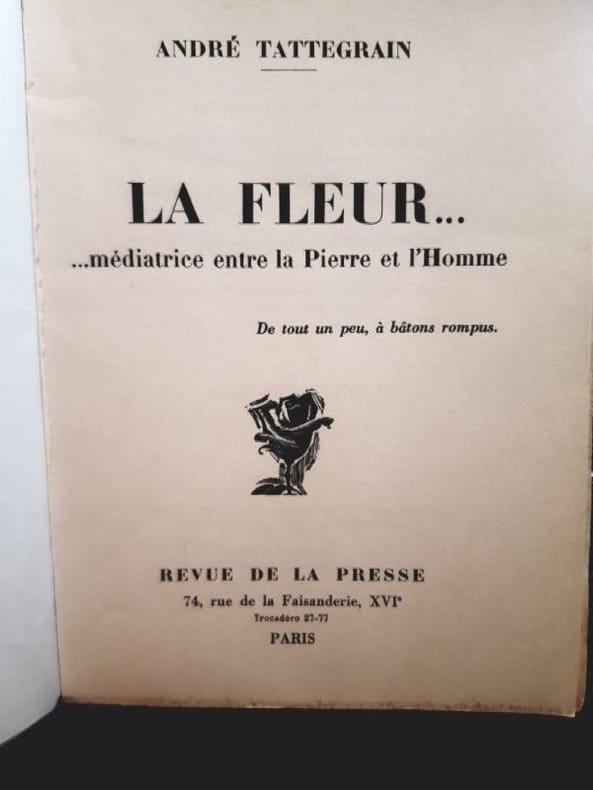 ANDRÉ TATTEGRAIN
LA FLEUR...
...médiatrice entre la Pierre et l'Homme
De tout un peu, à bâtons rompus.
REVUE DE LA PRESSE
74, rue de la Faisanderie, XVIᵉ
Trocadéro 27-77
PARIS